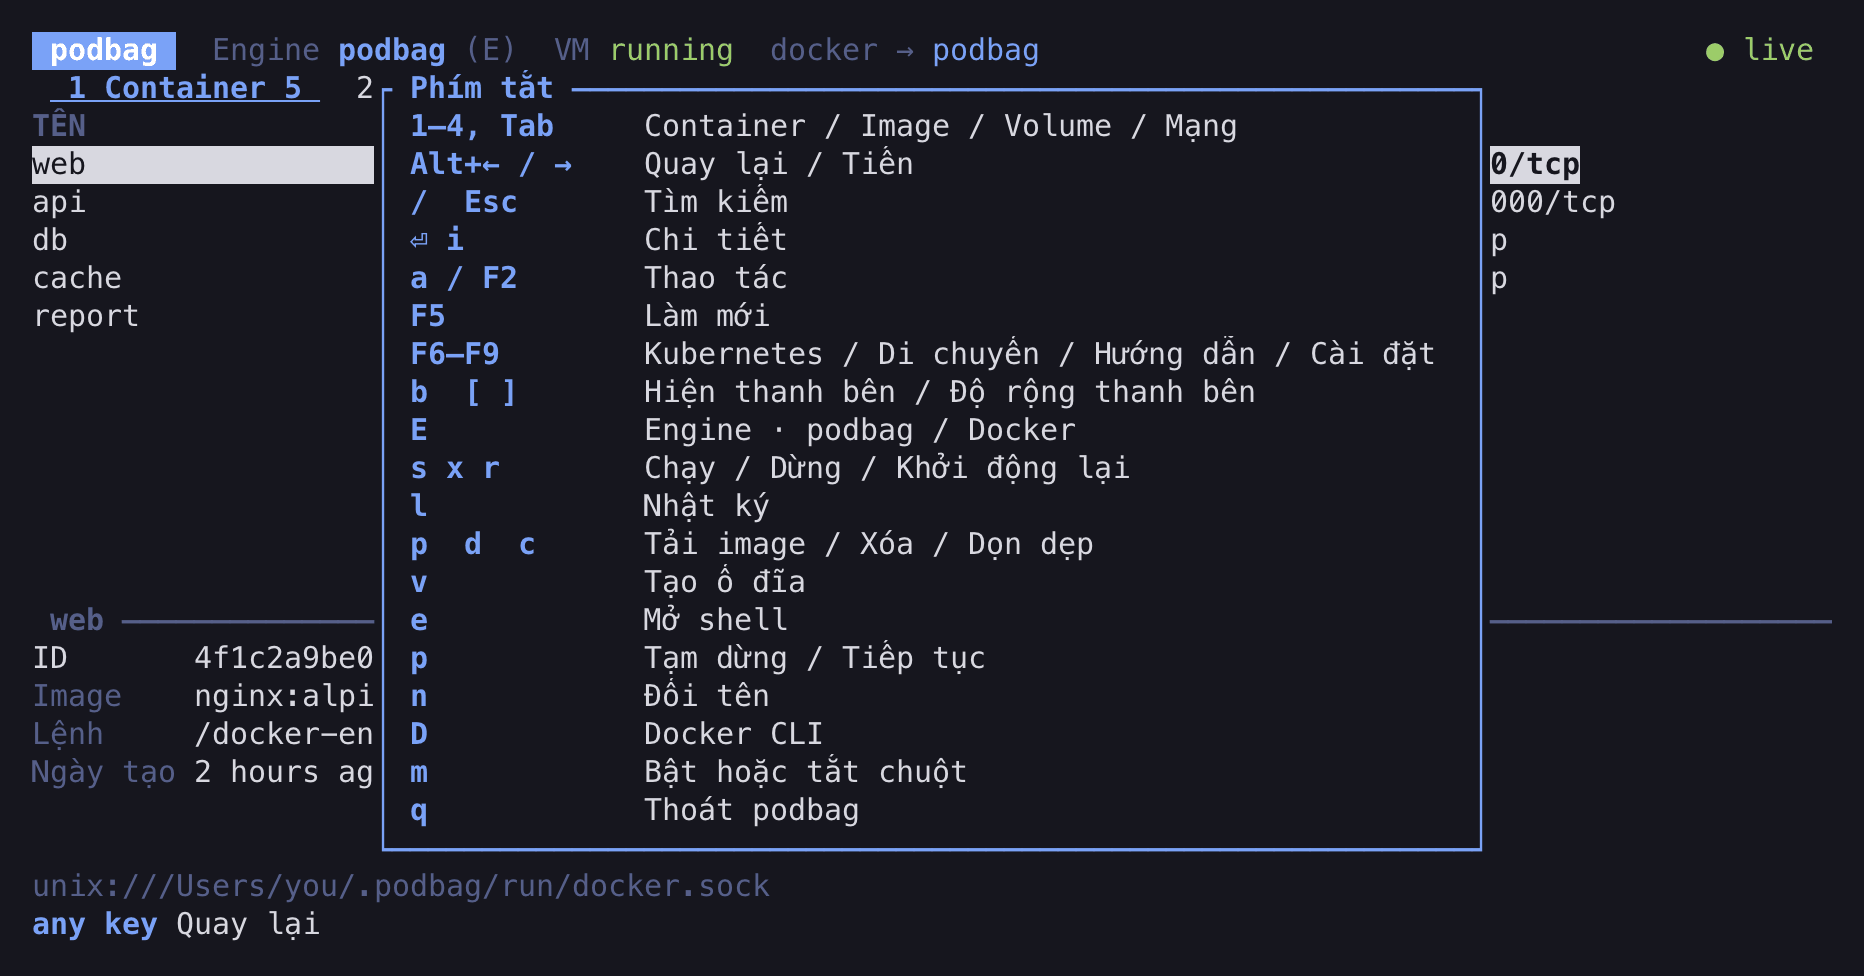 podbag Engine podbag (E) VM running docker → podbag ● live
1 Container 5 2 Phím tắt
TÊN 1–4, Tab Container / Image / Volume / Mạng
web Alt+← / → Quay lại / Tiến 0/tcp
api / Esc Tìm kiếm 000/tcp
db ⏎ i Chi tiết p
cache a / F2 Thao tác p
report F5 Làm mới
F6–F9 Kubernetes / Di chuyển / Hướng dẫn / Cài đặt
b [ ] Hiện thanh bên / Độ rộng thanh bên
E Engine · podbag / Docker
s x r Chạy / Dừng / Khởi động lại
l Nhật ký
p d c Tải image / Xóa / Dọn dẹp
v Tạo ổ đĩa
web e Mở shell
ID 4f1c2a9be0 p Tạm dừng / Tiếp tục
Image nginx:alpi n Đổi tên
Lệnh /docker-en D Docker CLI
Ngày tạo 2 hours ag m Bật hoặc tắt chuột
q Thoát podbag
unix:///Users/you/.podbag/run/docker.sock
any key Quay lại